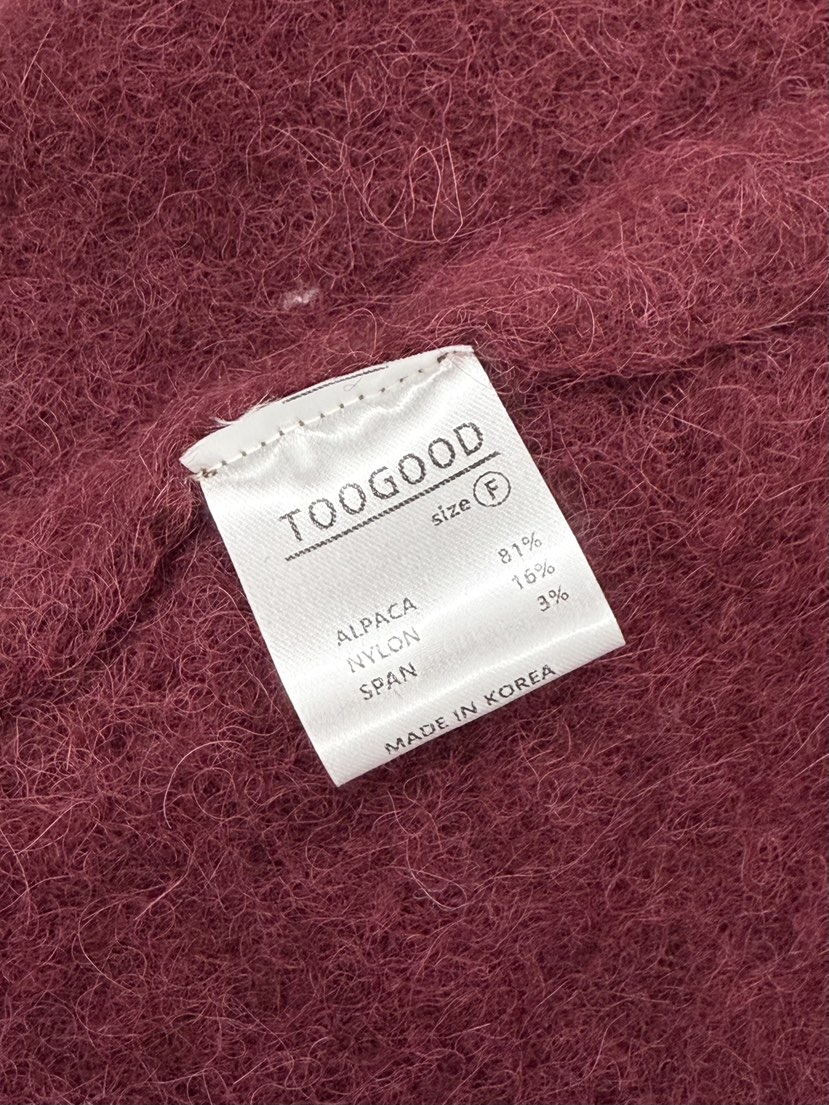 TOOGOOD
size F
ALPACA 81%
NYLON 16%
SPAN 3%
MADE IN KOREA